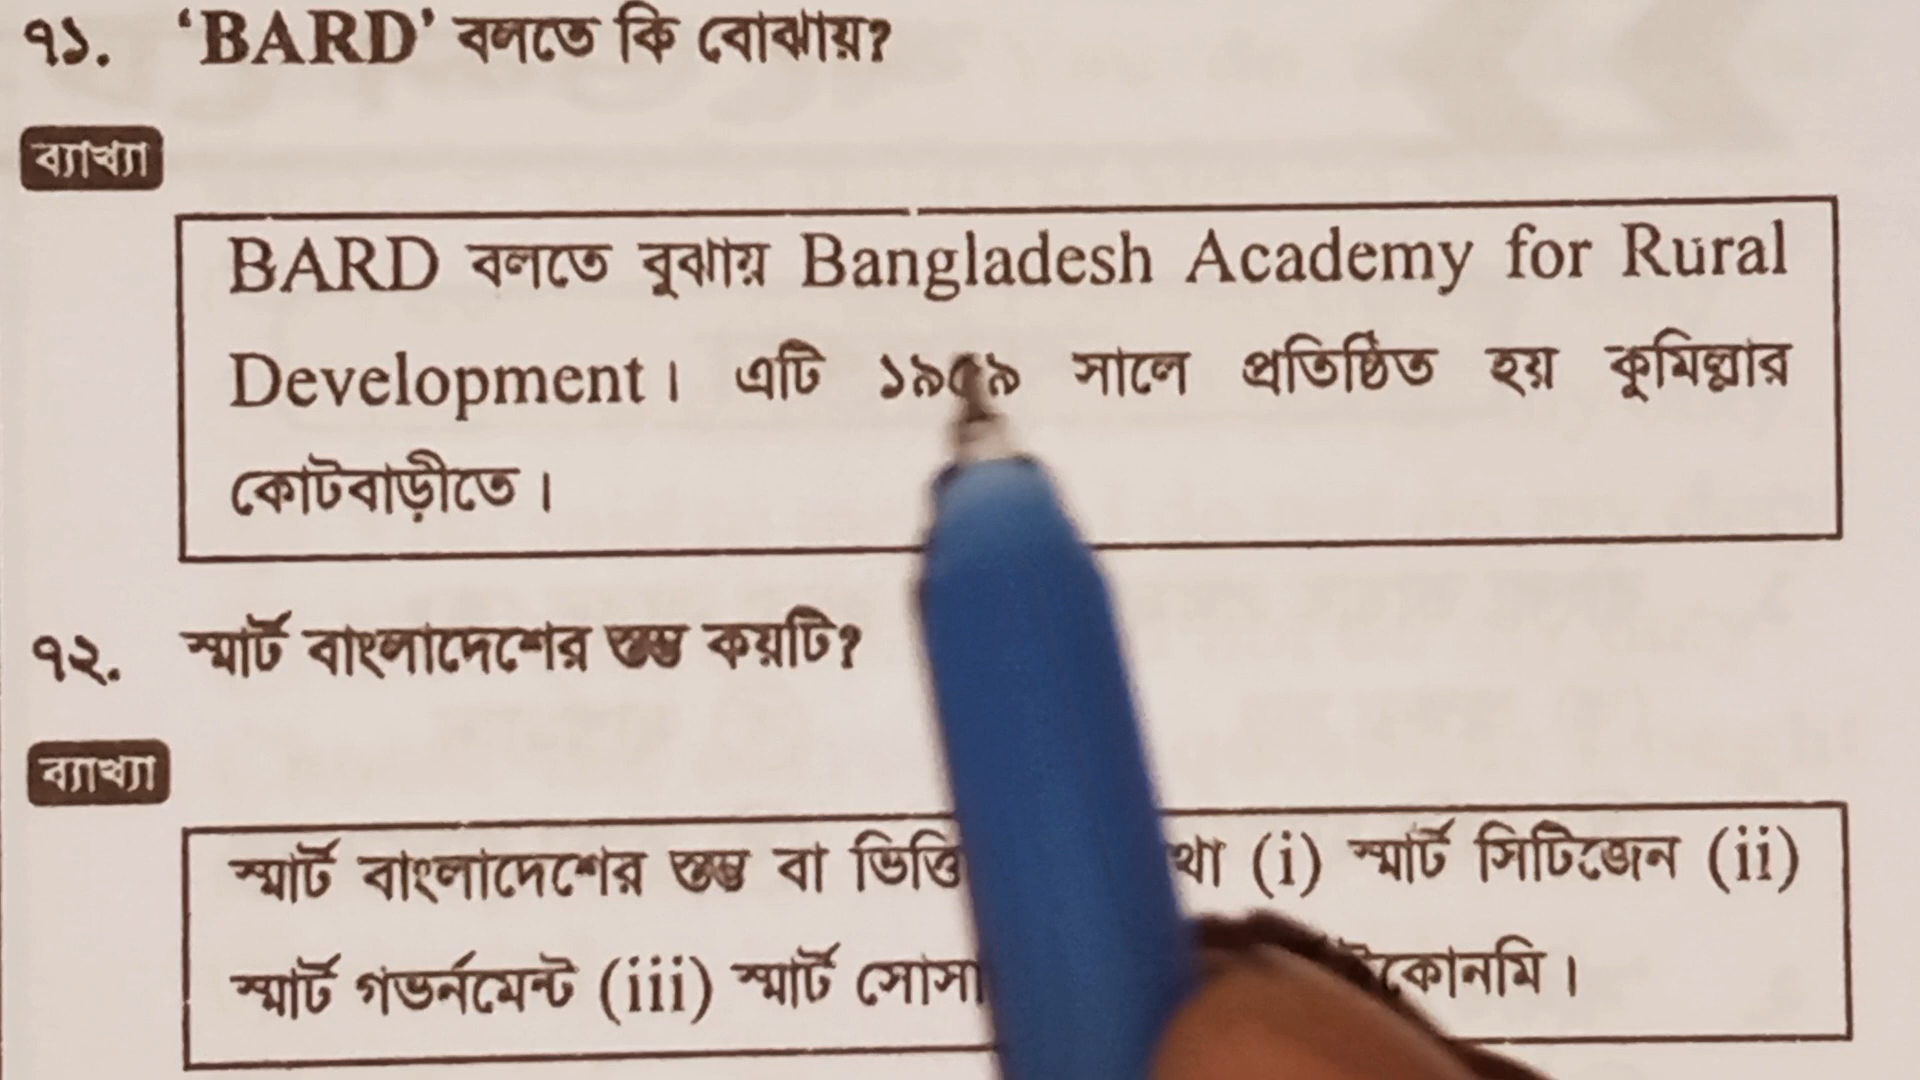 ৭১. ‘BARD’ বলতে কি বোঝায়?
ব্যাখ্যা
BARD বলতে বুঝায় Bangladesh Academy for Rural
Development। এটি ১৯৫৯ সালে প্রতিষ্ঠিত হয় কুমিল্লার
কোটবাড়ীতে।
৭২. স্মার্ট বাংলাদেশের স্তম্ভ কয়টি?
ব্যাখ্যা
স্মার্ট বাংলাদেশের স্তম্ভ বা ভিত্তি (i) স্মার্ট সিটিজেন (ii)
স্মার্ট গভর্নমেন্ট (iii) স্মার্ট